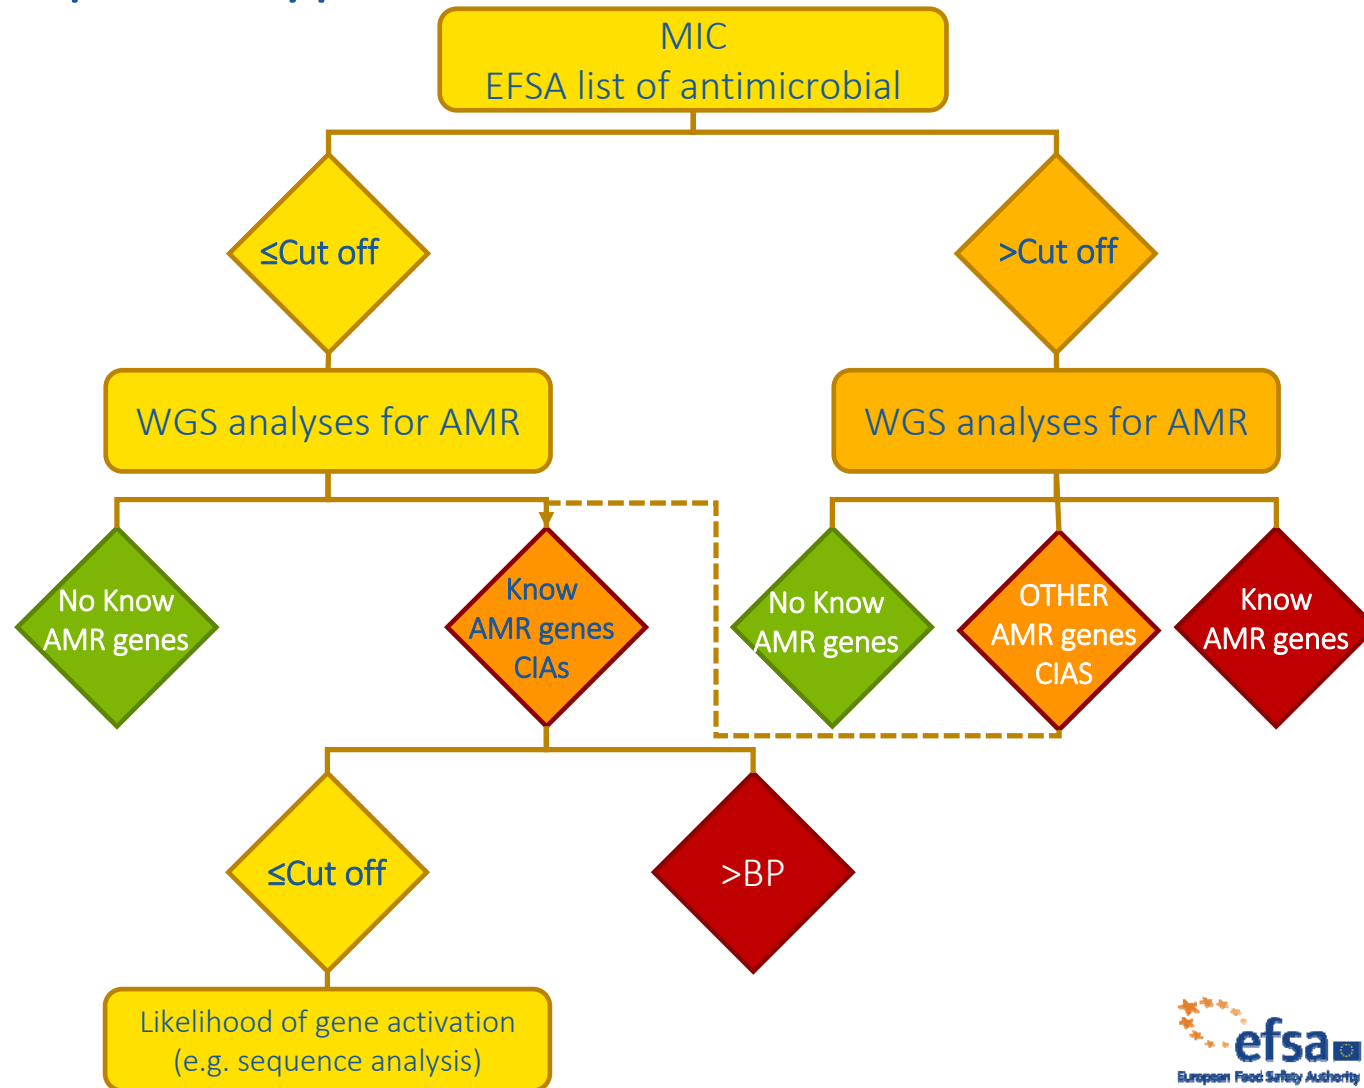 MIC
EFSA list of antimicrobial
≤Cut off
>Cut off
WGS analyses for AMR
WGS analyses for AMR
No Know
AMR genes
Know
AMR genes
CIAs
No Know
AMR genes
OTHER
AMR genes
CIAS
Know
AMR genes
≤Cut off
>BP
Likelihood of gene activation
(e.g. sequence analysis)
efsa
European Food Safety Authority